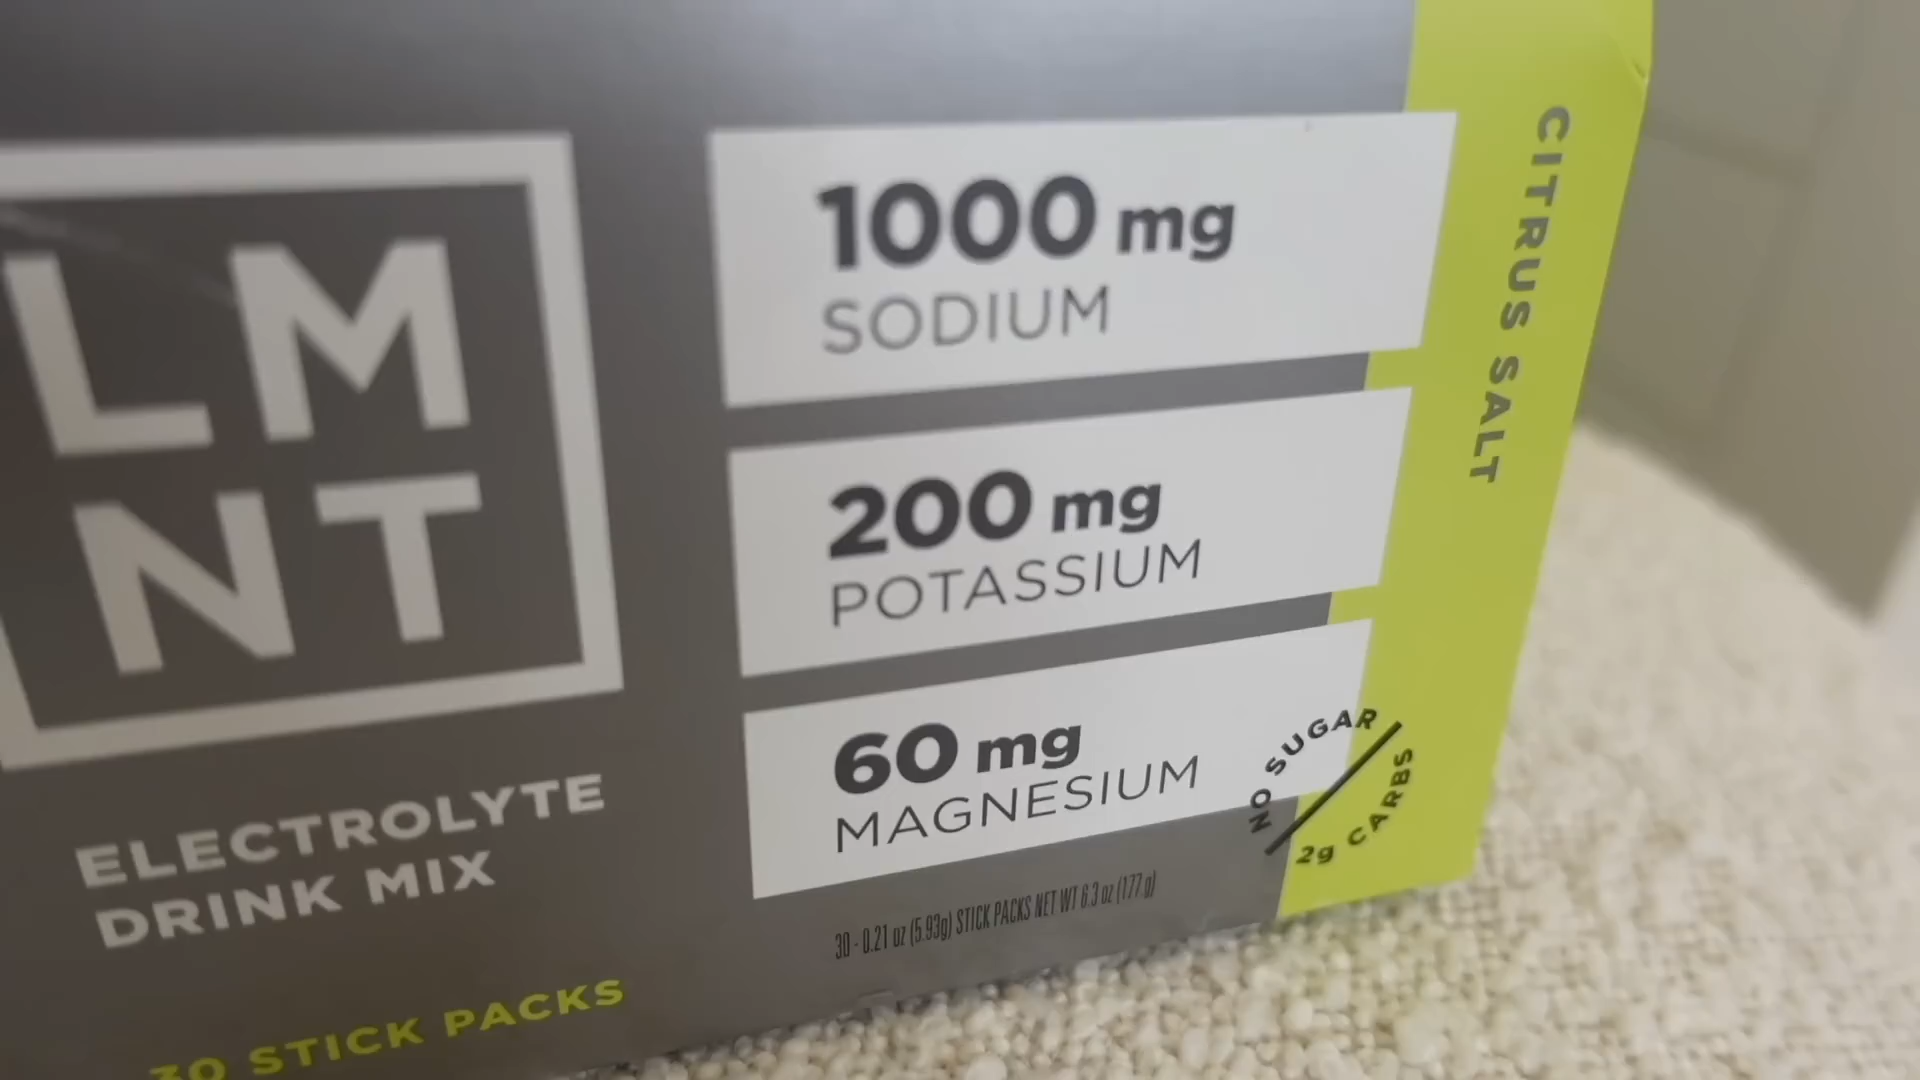 LM
NT
ELECTROLYTE
DRINK MIX
30 STICK PACKS
1000 mg
SODIUM
200 mg
POTASSIUM
60 mg
MAGNESIUM
30 - 0.21 oz (5.93g) STICK PACKS NET WT 6.3 oz (177 g)
NO SUGAR
2g CARBS
CITRUS SALT